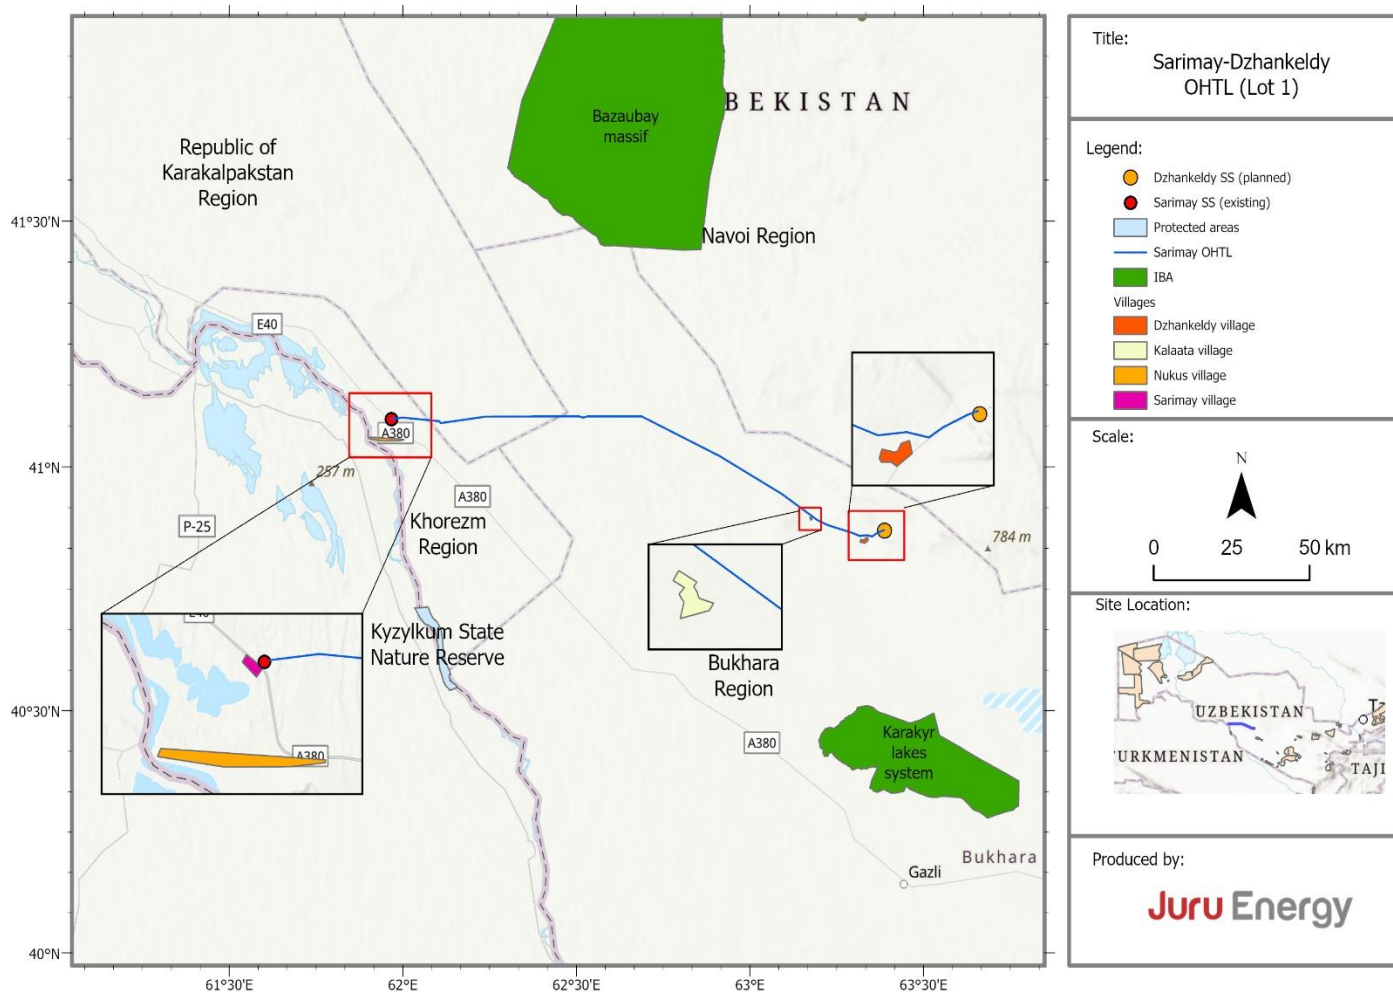 BEKISTAN
Bazaubay
massif
Republic of
Karakalpakstan
Region
Navoi Region
41°30'N
E40
A380
41°N
257 m
A380
P-25
Khorezm
Region
784 m
E40
Kyzylkum State
Nature Reserve
A380
Bukhara
Region
40°30'N
A380
Karakyr
lakes
system
Bukhara
Gazli
40°N
61°30'E
62°E
62°30'E
63°E
63°30'E
Title:
Sarimay-Dzhankeldy
OHTL (Lot 1)
Legend:
Dzhankeldy SS (planned)
Sarimay SS (existing)
Protected areas
Sarimay OHTL
IBA
Villages
Dzhankeldy village
Kalaata village
Nukus village
Sarimay village
Scale:
N
0 25 50 km
Site Location:
UZBEKISTAN
TURKMENISTAN
TAJI
Produced by:
Juru Energy